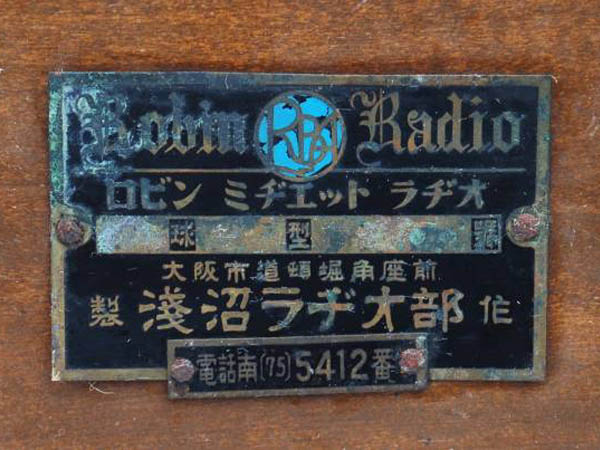 Robin Radio
ロビン ミヂエット ラヂオ
球 型 號
大阪市道頓堀角座前
製 淺沼ラヂオ部 作
電話南(75)5412番